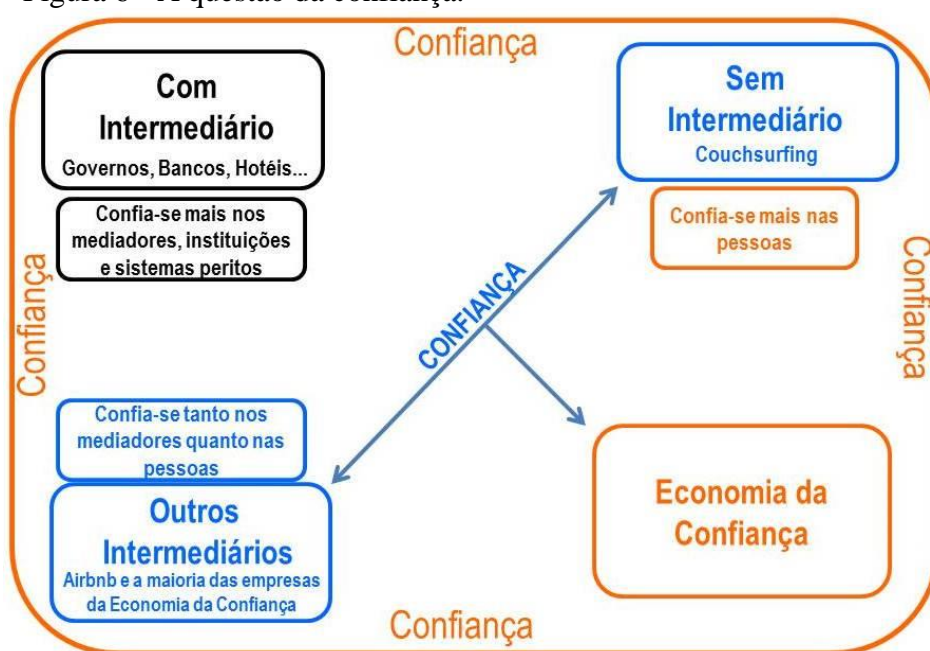 Figura 6 - A questão da confiança.
Confiança
Com
Intermediário
Governos, Bancos, Hotéis...
Confia-se mais nos
mediadores, instituições
e sistemas peritos
Sem
Intermediário
Couchsurfing
Confia-se mais nas
pessoas
Confiança
Confiança
CONFIANÇA
Confia-se tanto nos
mediadores quanto nas
pessoas
Outros
Intermediários
Airbnb e a maioria das empresas
da Economia da Confiança
Economia da
Confiança
Confiança